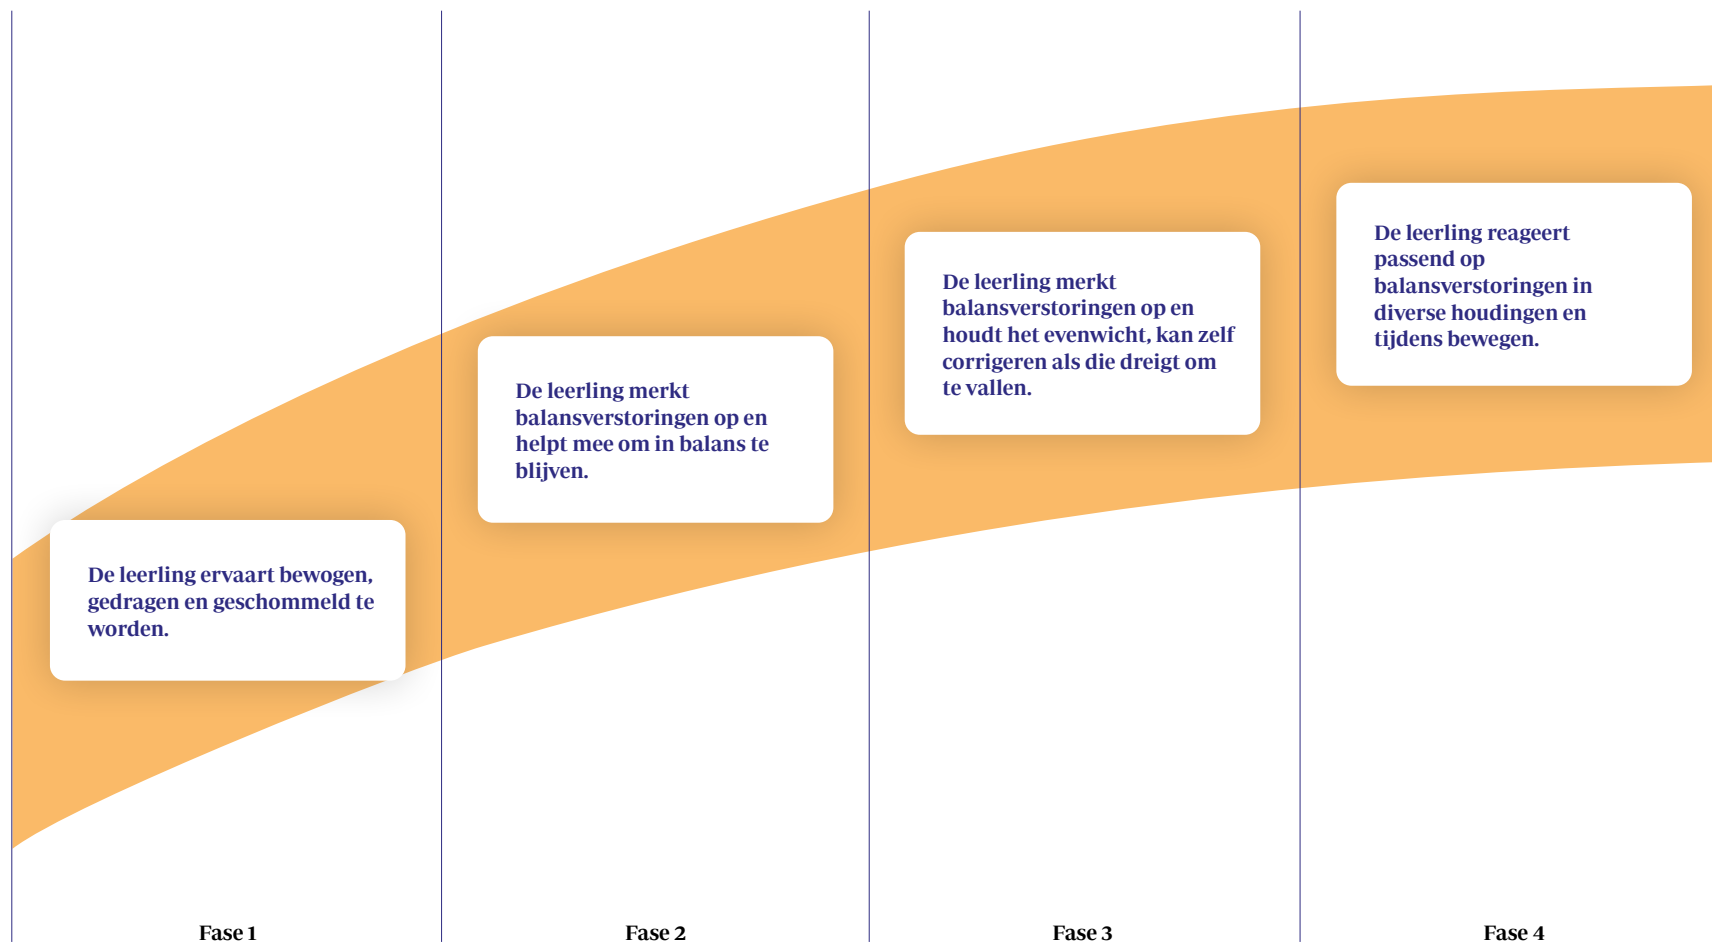 De leerling ervaart bewogen,
gedragen en geschommeld te
worden.
De leerling merkt
balansverstoringen op en
helpt mee om in balans te
blijven.
De leerling merkt
balansverstoringen op en
houdt het evenwicht, kan zelf
corrigeren als die dreigt om
te vallen.
De leerling reageert
passend op
balansverstoringen in
diverse houdingen en
tijdens bewegen.
Fase 1
Fase 2
Fase 3
Fase 4